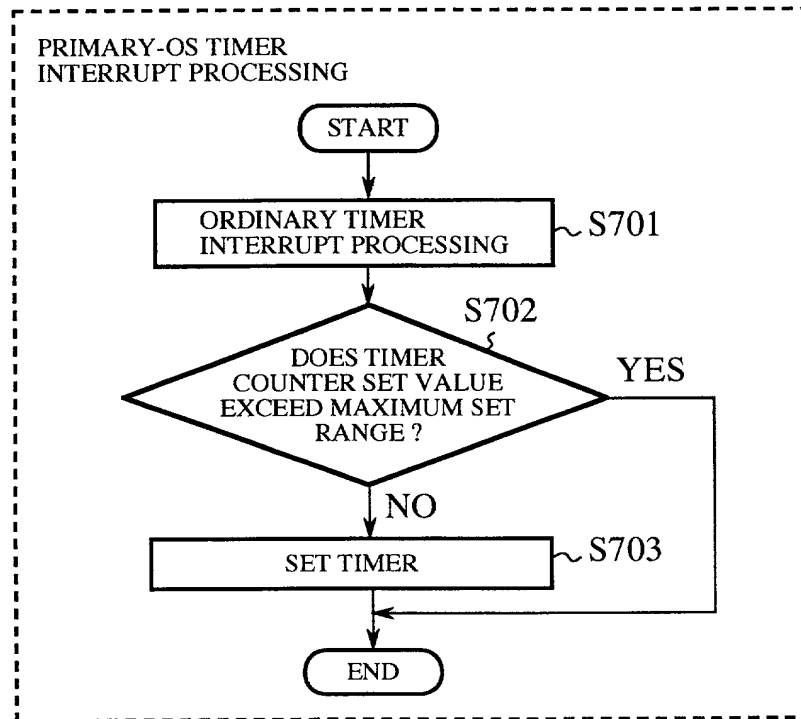 PRIMARY-OS TIMER
INTERRUPT PROCESSING
START
ORDINARY TIMER
INTERRUPT PROCESSING
S701
S702
DOES TIMER
COUNTER SET VALUE
EXCEED MAXIMUM SET
RANGE ?
YES
NO
SET TIMER
S703
END